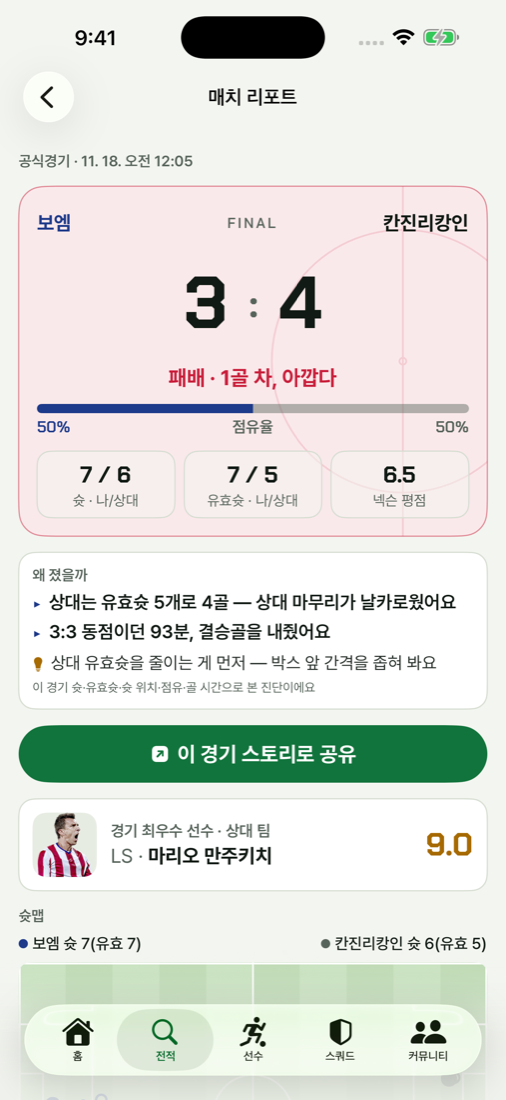 9:41
매치 리포트
공식경기 · 11. 18. 오전 12:05
보엠 FINAL 칸진리캉인
3 : 4
패배 · 1골 차, 아깝다
50% 점유율 50%
7 / 6 7 / 5 6.5
슛 · 나/상대 유효슛 · 나/상대 넥슨 평점
왜 졌을까
▸ 상대는 유효슛 5개로 4골 — 상대 마무리가 날카로웠어요
▸ 3:3 동점이던 93분, 결승골을 내줬어요
상대 유효슛을 줄이는 게 먼저 — 박스 앞 간격을 좁혀 봐요
이 경기 슛·유효슛·슛 위치·점유·골 시간으로 본 진단이에요
이 경기 스토리로 공유
경기 최우수 선수 · 상대 팀
LS · 마리오 만주키치
9.0
슛맵
보엠 슛 7(유효 7) 칸진리캉인 슛 6(유효 5)
홈 전적 선수 스쿼드 커뮤니티